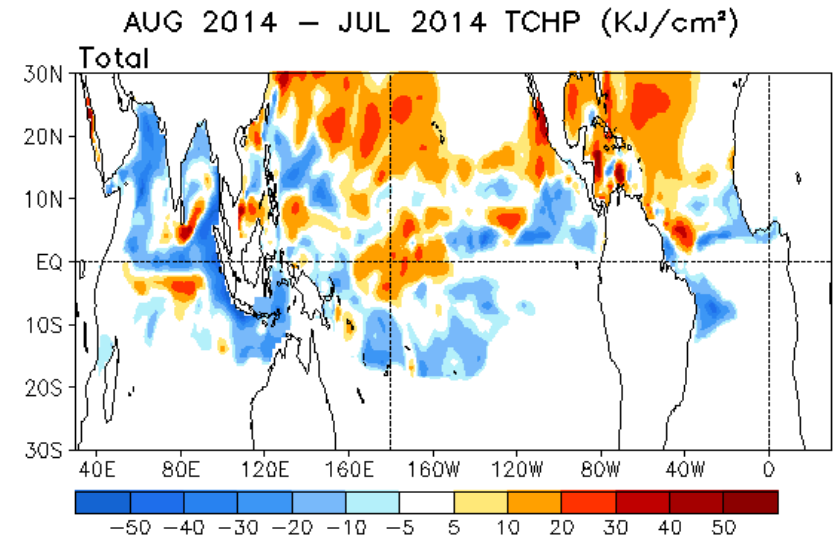 AUG 2014 – JUL 2014 TCHP (KJ/cm²)
Total
30N
20N
10N
EQ
10S
20S
30S
40E 80E 120E 160E 160W 120W 80W 40W 0
−50 −40 −30 −20 −10 −5 5 10 20 30 40 50